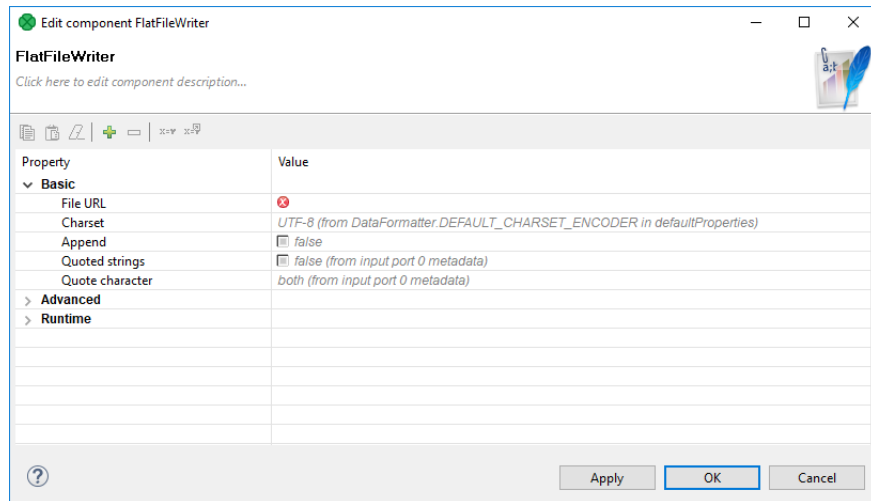 Edit component FlatFileWriter
FlatFileWriter
Click here to edit component description...
Property Value
Basic
File URL
Charset UTF-8 (from DataFormatter.DEFAULT_CHARSET_ENCODER in defaultProperties)
Append false
Quoted strings false (from input port 0 metadata)
Quote character both (from input port 0 metadata)
Advanced
Runtime
Apply OK Cancel